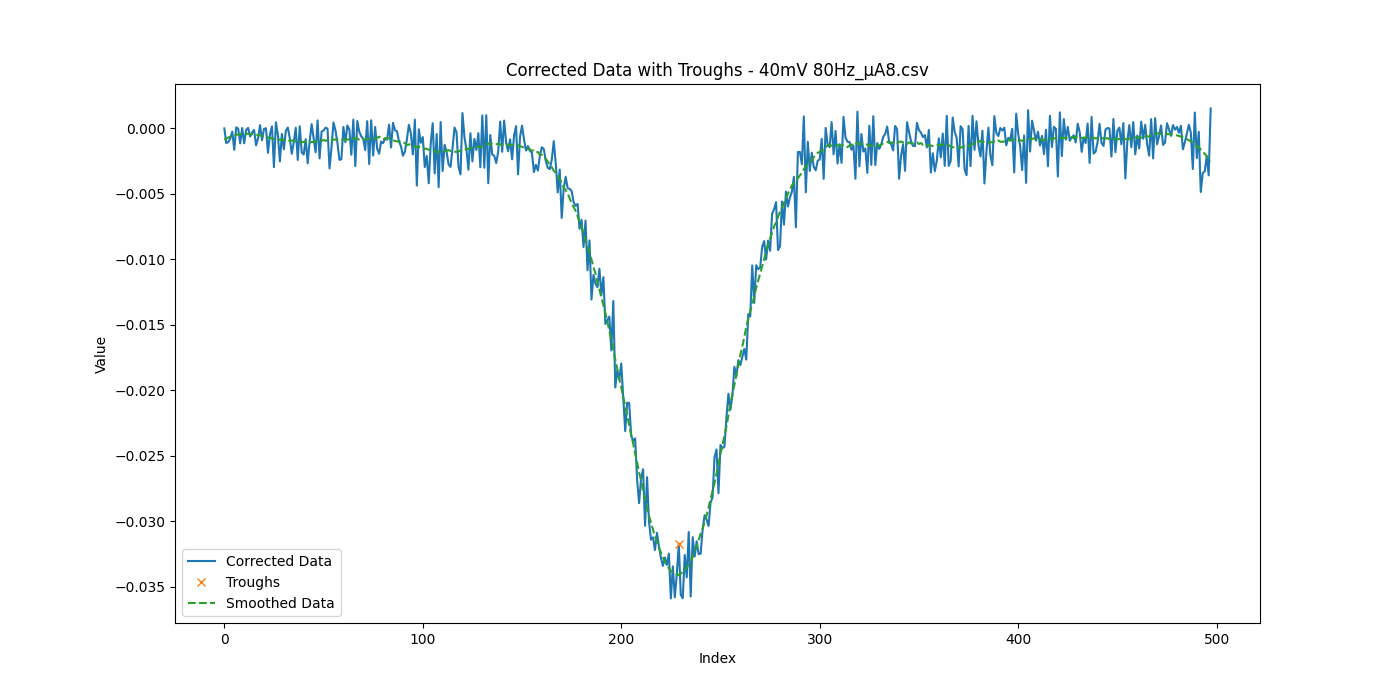 Corrected Data with Troughs - 40mV 80Hz_μA8.csv
0.000
−0.005
−0.010
−0.015
−0.020
−0.025
−0.030
−0.035
Value
Corrected Data
Troughs
Smoothed Data
0 100 200 300 400 500
Index